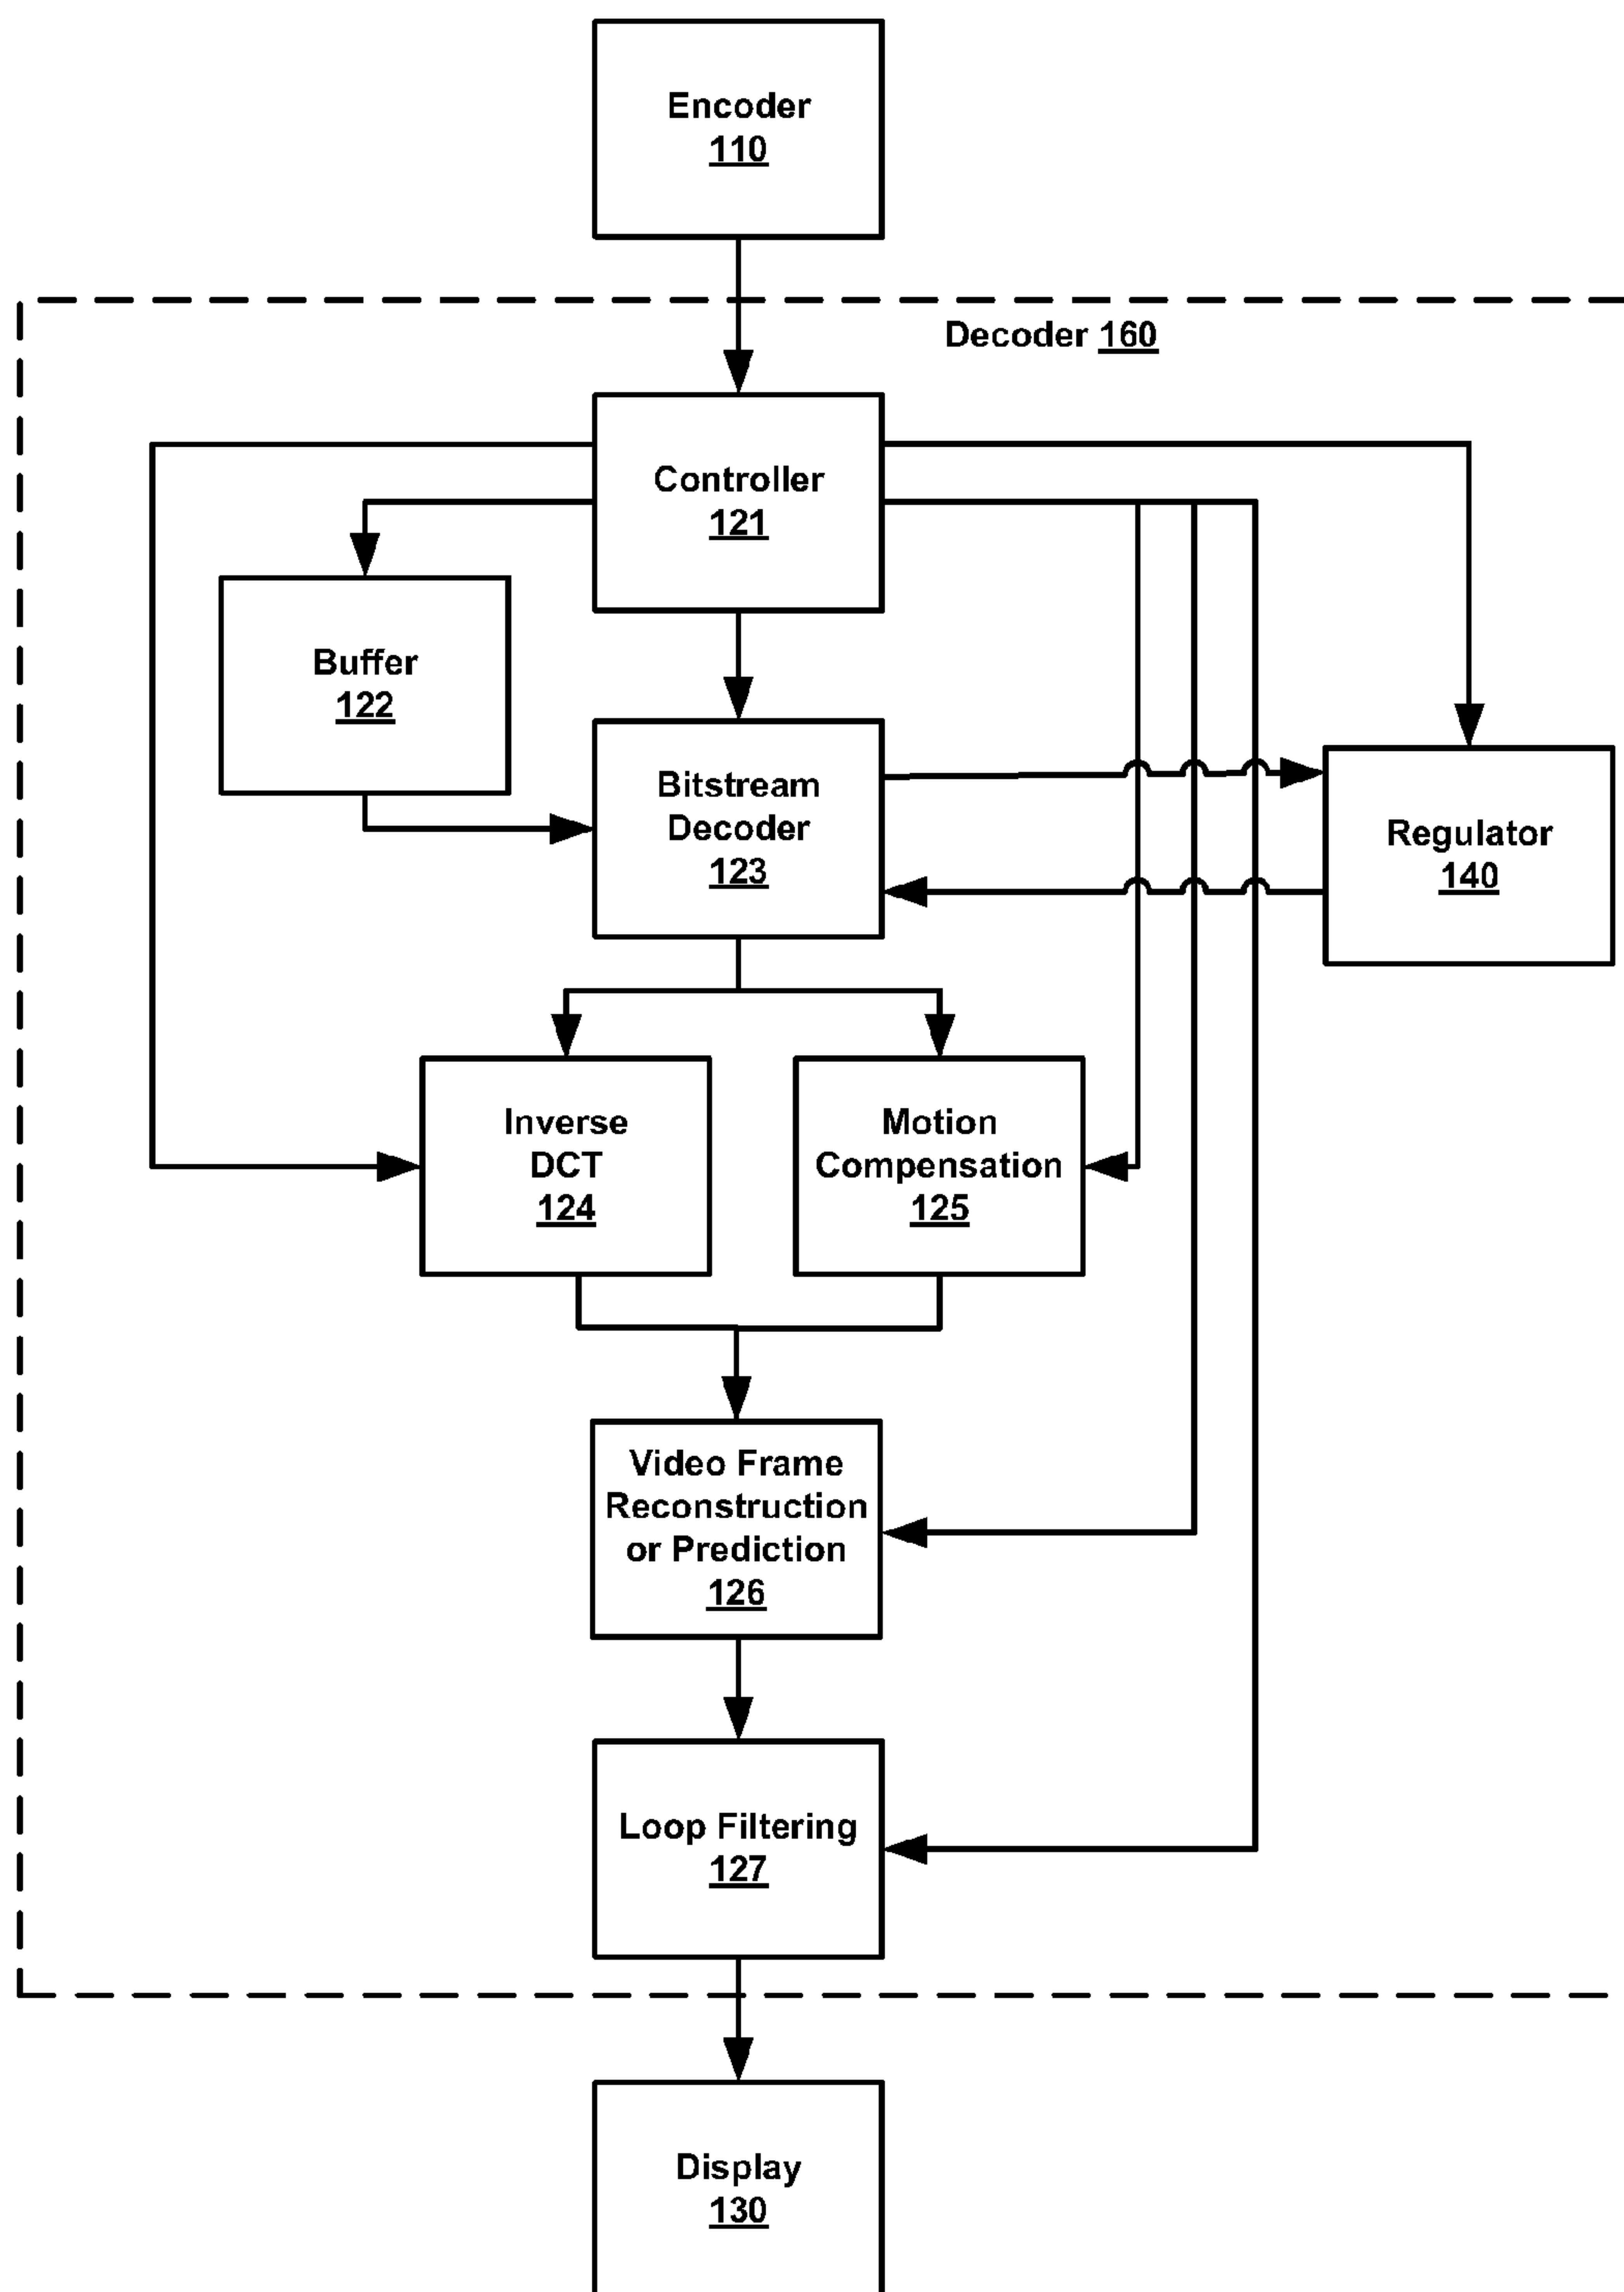 Encoder
110
Decoder 160
Controller
121
Buffer
122
Bitstream
Decoder
123
Regulator
140
Inverse
DCT
124
Motion
Compensation
125
Video Frame
Reconstruction
or Prediction
126
Loop Filtering
127
Display
130